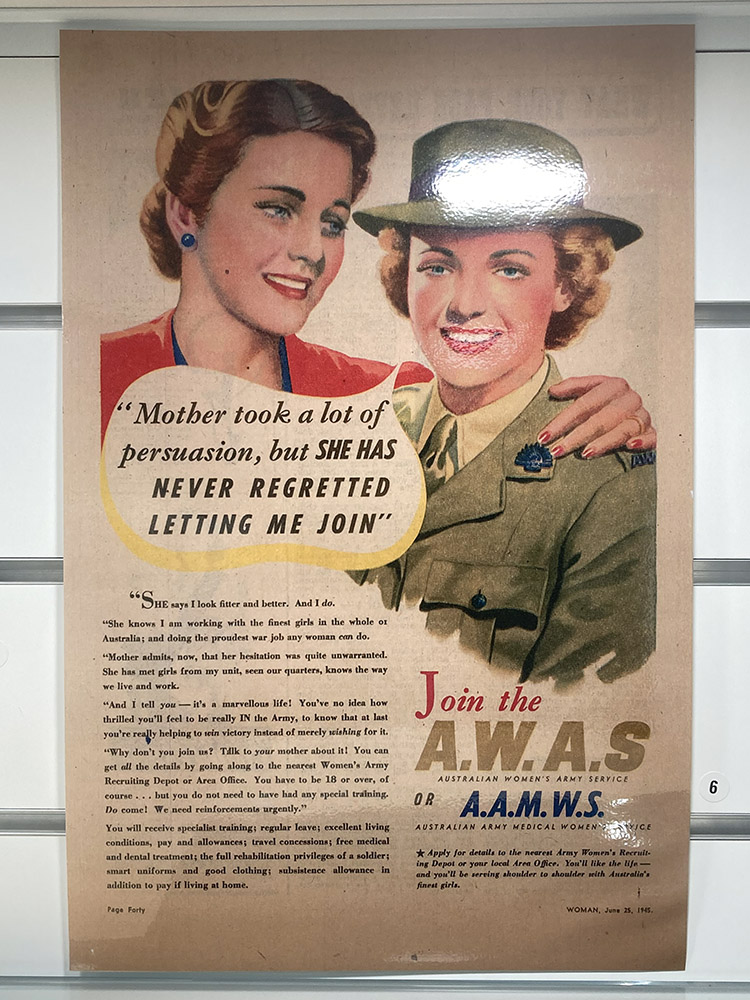 “Mother took a lot of
persuasion, but SHE HAS
NEVER REGRETTED
LETTING ME JOIN”
“SHE says I look fitter and better. And I do.
“She knows I am working with the finest girls in the whole of
Australia; and doing the proudest war job any woman can do.
“Mother admits, now, that her hesitation was quite unwarranted.
She has met girls from my unit, seen our quarters, knows the way
we live and work.
“And I tell you — it's a marvellous life! You've no idea how
thrilled you'll feel to be really IN the Army, to know that at last
you're really helping to win victory instead of merely wishing for it.
“Why don't you join us? Talk to your mother about it! You can
get all the details by going along to the nearest Women's Army
Recruiting Depot or Area Office. You have to be 18 or over, of
course . . . but you do not need to have had any special training.
Do come! We need reinforcements urgently.”
You will receive specialist training; regular leave; excellent living
conditions, pay and allowances; travel concessions; free medical
and dental treatment; the full rehabilitation privileges of a soldier;
smart uniforms and good clothing; subsistence allowance in
addition to pay if living at home.
Join the
A.W.A.S
AUSTRALIAN WOMEN'S ARMY SERVICE
OR A.A.M.W.S.
AUSTRALIAN ARMY MEDICAL WOMEN'S
★ Apply for details to the nearest Army Women's Recruit-
ing Depot or your local Area Office. You'll like the life —
and you'll be serving shoulder to shoulder with Australia's
finest girls.
Page Forty
WOMAN, June 25, 1945.
6